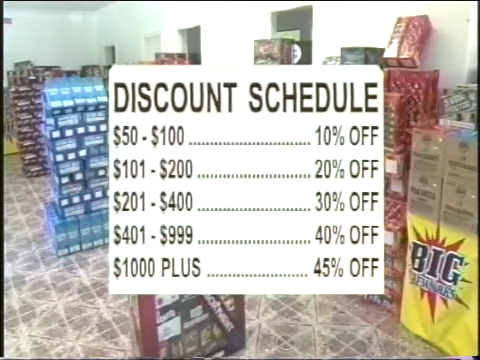 DISCOUNT SCHEDULE
$50 - $100 ............................ 10% OFF
$101 - $200 .......................... 20% OFF
$201 - $400 .......................... 30% OFF
$401 - $999 .......................... 40% OFF
$1000 PLUS ....................... 45% OFF
BIG